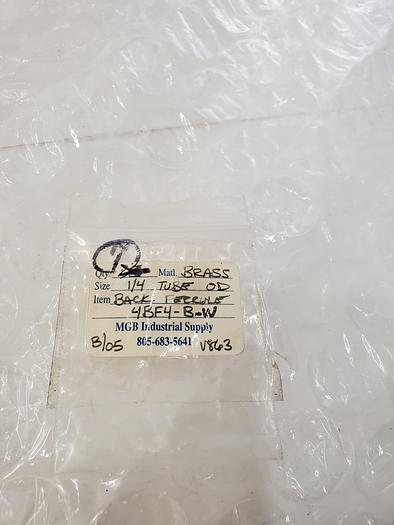 7
Qty. Matl. BRASS
Size 1/4 TUBE OD
Item BACK FERRULE
4BF4-B-W
MGB Industrial Supply
805-683-5641
B/05 V863